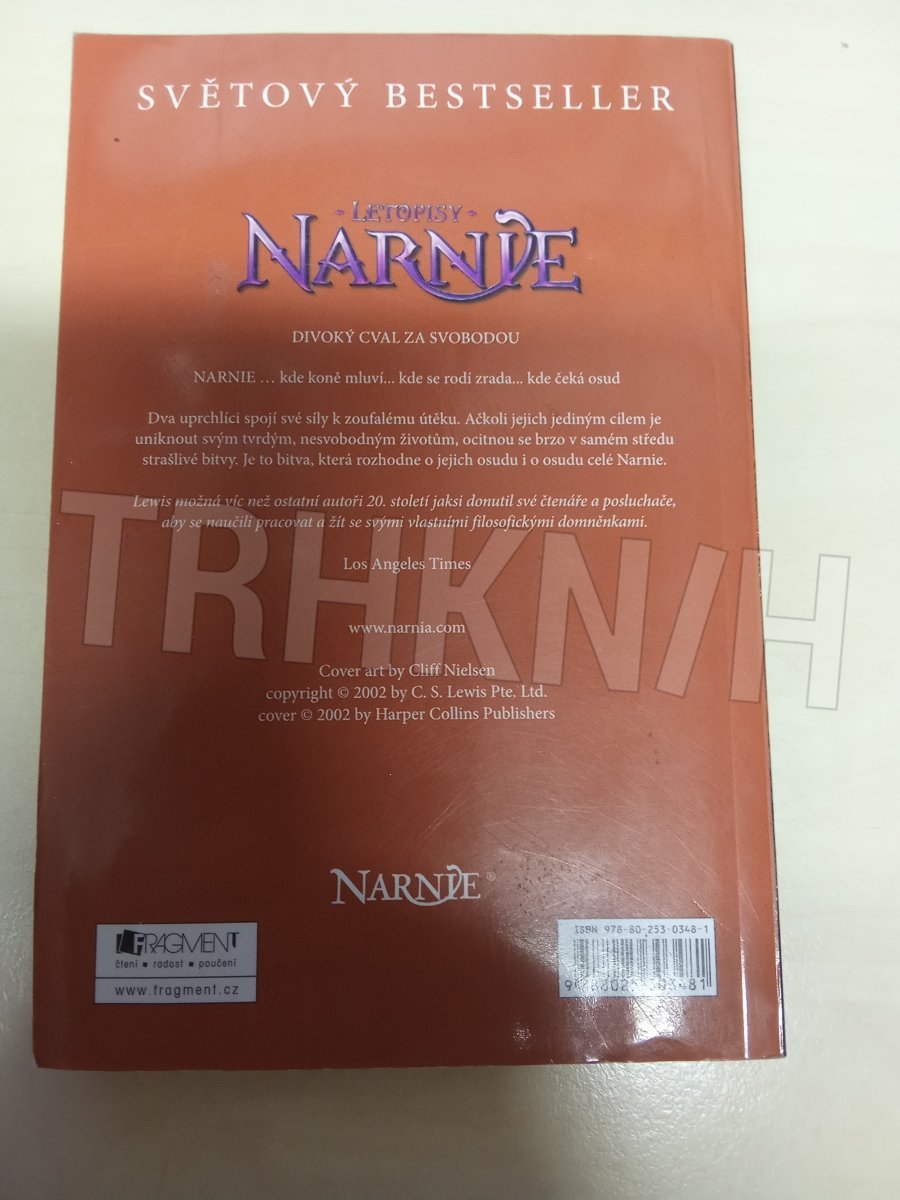 SVĚTOVÝ BESTSELLER
- LETOPISY -
NARNIE
DIVOKÝ CVAL ZA SVOBODOU
NARNIE ... kde koně mluví... kde se rodí zrada... kde čeká osud
Dva uprchlíci spojí své síly k zoufalému útěku. Ačkoli jejich jediným cílem je
uniknout svým tvrdým, nesvobodným životům, ocitnou se brzo v samém středu
strašlivé bitvy. Je to bitva, která rozhodne o jejich osudu i o osudu celé Narnie.
Lewis možná víc než ostatní autoři 20. století jaksi donutil své čtenáře a posluchače,
aby se naučili pracovat a žít se svými vlastními filosofickými domněnkami.
Los Angeles Times
TRHKN/H
www.narnia.com
Cover art by Cliff Nielsen
copyright © 2002 by C. S. Lewis Pte. Ltd.
cover © 2002 by Harper Collins Publishers
NARNIE®
FRAGMENT
čtení ▪ radost ▪ poučení
www.fragment.cz
ISBN 978-80-253-0348-1